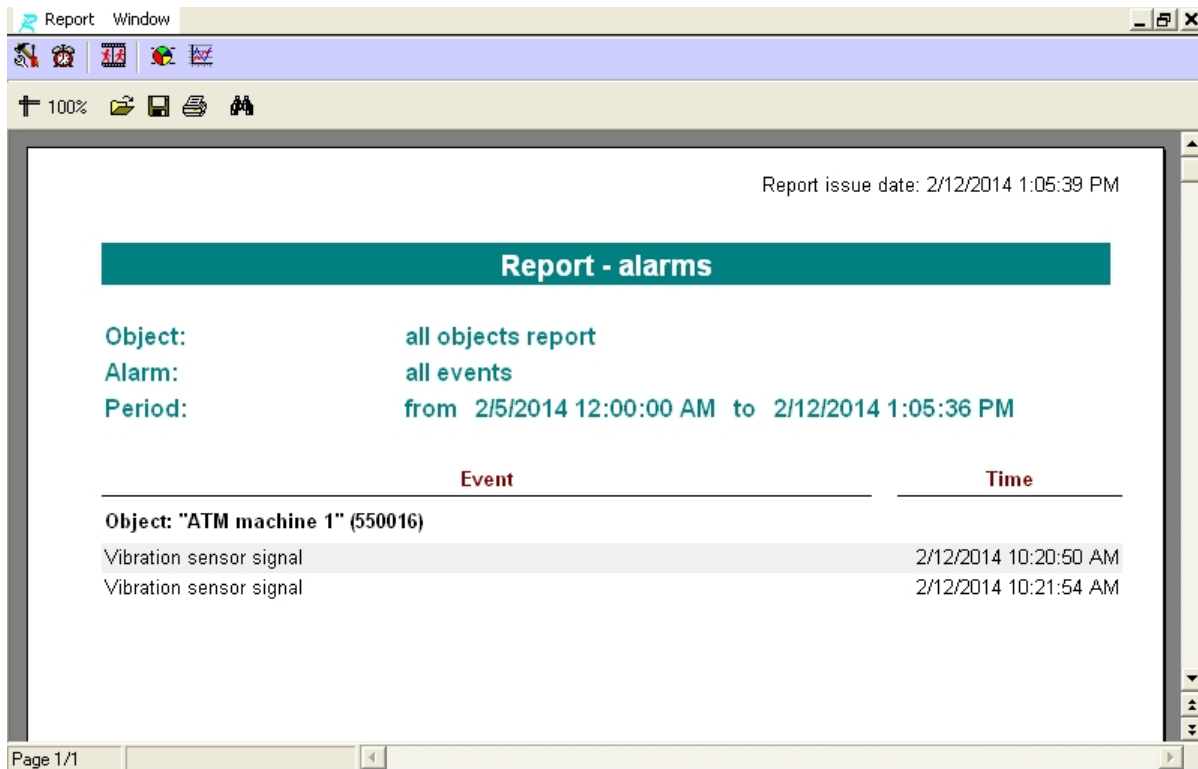 Report Window
100%
Report issue date: 2/12/2014 1:05:39 PM
Report - alarms
Object: all objects report
Alarm: all events
Period: from 2/5/2014 12:00:00 AM to 2/12/2014 1:05:36 PM
Event Time
Object: "ATM machine 1" (550016)
Vibration sensor signal 2/12/2014 10:20:50 AM
Vibration sensor signal 2/12/2014 10:21:54 AM
Page 1/1